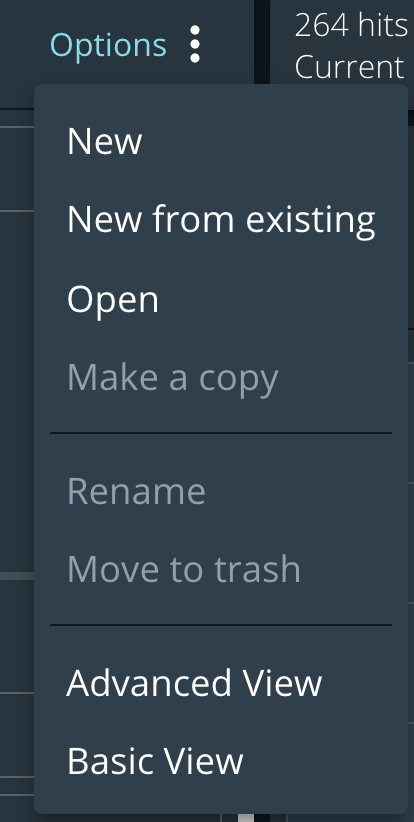 Options
264 hits
Current
New
New from existing
Open
Make a copy
Rename
Move to trash
Advanced View
Basic View